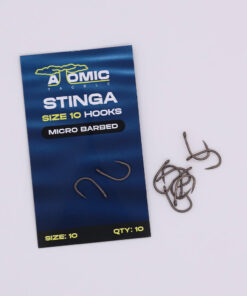 ATOMIC
TACKLE
STINGA
SIZE 10 HOOKS
MICRO BARBED
SIZE: 10 QTY: 10